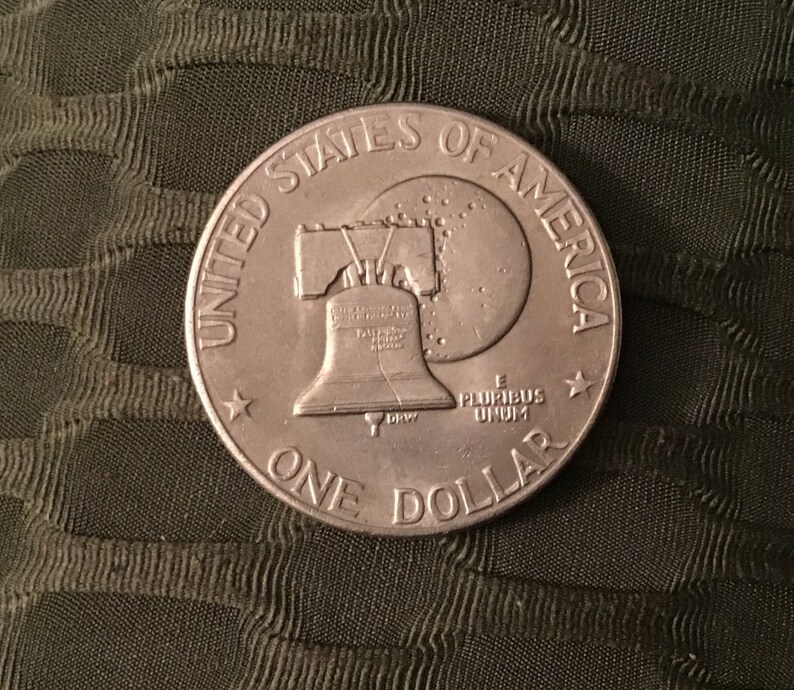 UNITED STATES OF AMERICA
E
PLURIBUS
UNUM
DRW
ONE DOLLAR